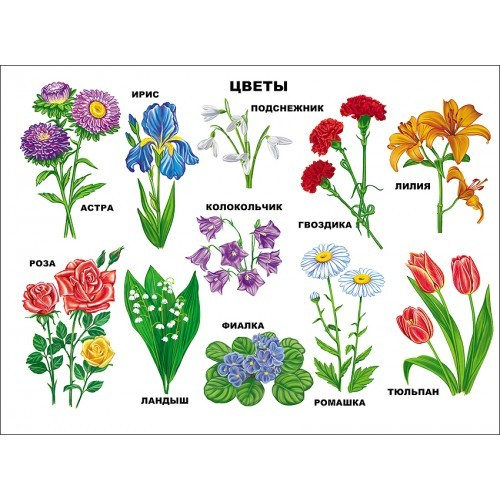 ЦВЕТЫ
ИРИС
ПОДСНЕЖНИК
АСТРА
КОЛОКОЛЬЧИК
ГВОЗДИКА
ЛИЛИЯ
РОЗА
ФИАЛКА
ЛАНДЫШ
РОМАШКА
ТЮЛЬПАН